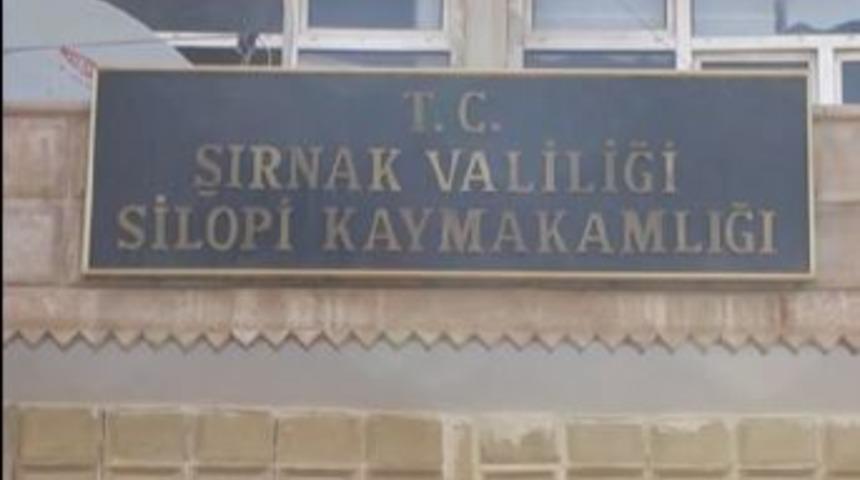 T. C.
ŞIRNAK VALİLİĞİ
SİLOPİ KAYMAKAMLIĞI